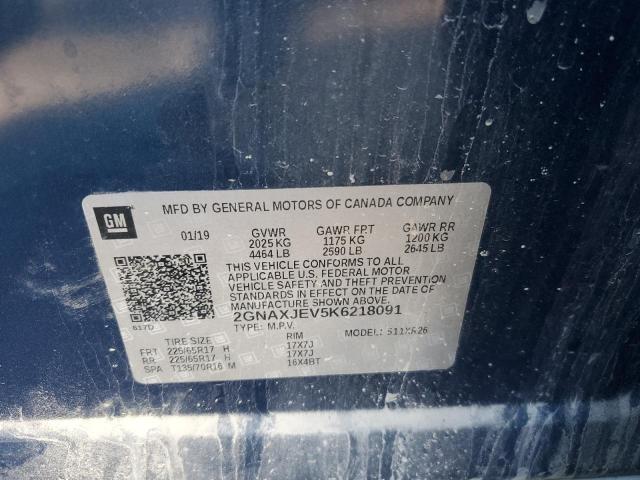 GM
MFD BY GENERAL MOTORS OF CANADA COMPANY
01/19 GVWR GAWR FRT GAWR RR
2025 KG 1175 KG 1200 KG
4464 LB 2590 LB 2645 LB
THIS VEHICLE CONFORMS TO ALL
APPLICABLE U.S. FEDERAL MOTOR
VEHICLE SAFETY AND THEFT PREVENTION
STANDARDS IN EFFECT ON THE DATE OF
MANUFACTURE SHOWN ABOVE.
2GNAXJEV5K6218091
617D TYPE: M.P.V. MODEL:
TIRE SIZE RIM
FRT 225/65R17 H 17X7J
RR 225/65R17 H 17X7J
SPA T135/70R16 M 16X4BT